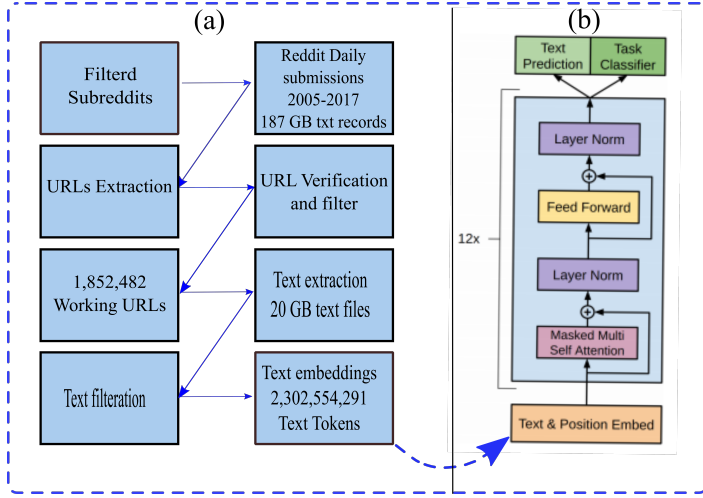 (a)
Filterd
Subreddits
Reddit Daily
submissions
2005-2017
187 GB txt records
URLs Extraction
URL Verification
and filter
1,852,482
Working URLs
Text extraction
20 GB text files
Text filteration
Text embeddings
2,302,554,291
Text Tokens
(b)
Text
Prediction
Task
Classifier
Layer Norm
Feed Forward
12x
Layer Norm
Masked Multi
Self Attention
Text & Position Embed